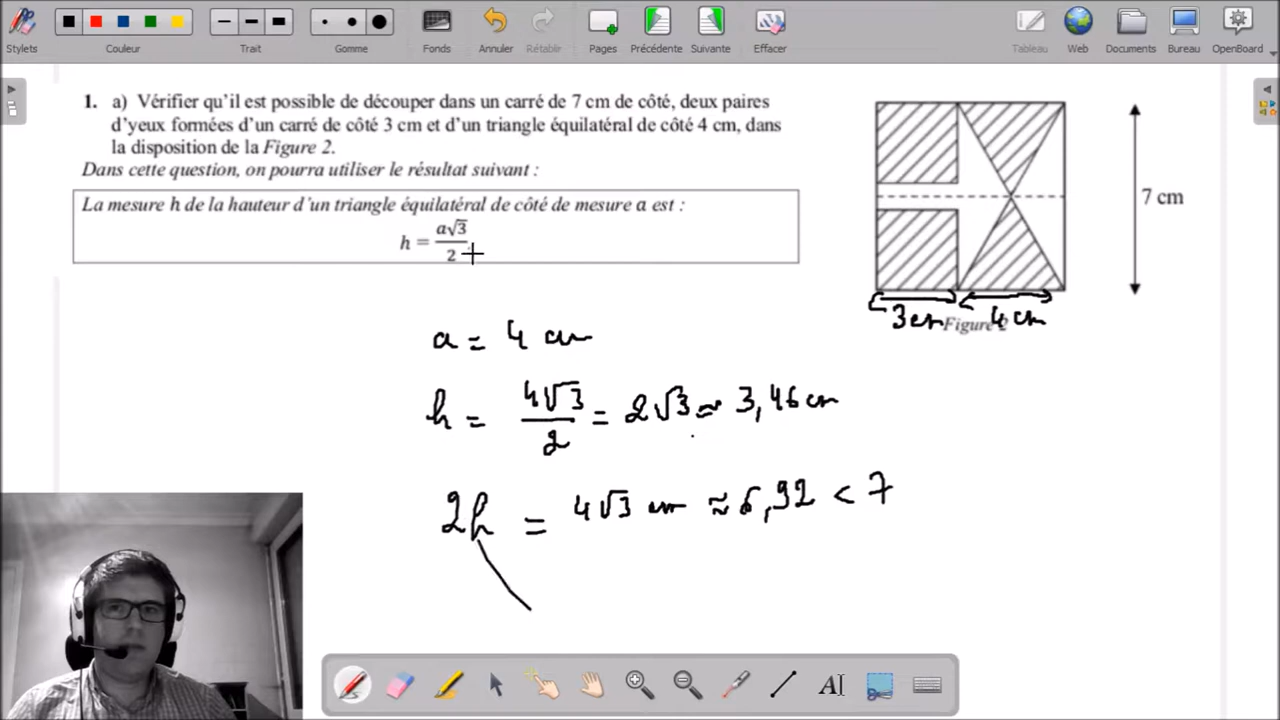 Stylets
Couleur
Trait
Gomme
Fonds
Annuler
Rétablir
Pages
Précédente
Suivante
Effacer
Tableau
Web
Documents
Bureau
OpenBoard
1. a) Vérifier qu'il est possible de découper dans un carré de 7 cm de côté, deux paires
d'yeux formées d'un carré de côté 3 cm et d'un triangle équilatéral de côté 4 cm, dans
la disposition de la Figure 2.
Dans cette question, on pourra utiliser le résultat suivant :
La mesure h de la hauteur d'un triangle équilatéral de côté de mesure a est :
h = a√3/2
7 cm
3 cm
4 cm
Figure 2
a = 4 cm
h = 4√3/2 = 2√3 ≈ 3,46 cm
2h = 4√3 cm ≈ 6,92 < 7
AI